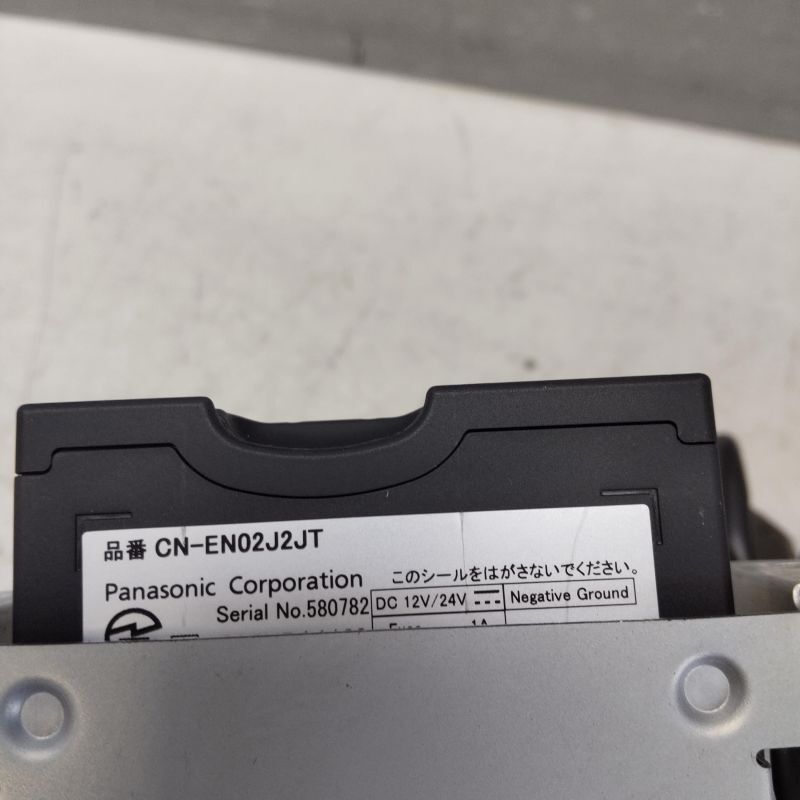 品番 CN-EN02J2JT
Panasonic Corporation
このシールをはがさないでください。
Serial No.580782
DC 12V/24V
Negative Ground
1A